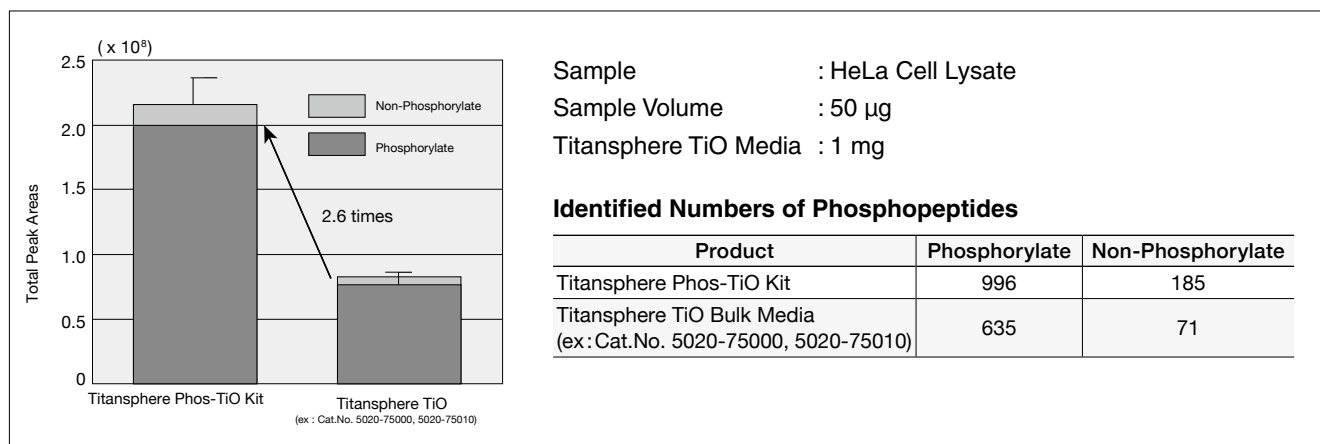 ( x 10⁸)
2.5
2.0
1.5
1.0
0.5
0
Total Peak Areas
Non-Phosphorylate
Phosphorylate
2.6 times
Titansphere Phos-TiO Kit
Titansphere TiO
(ex : Cat.No. 5020-75000, 5020-75010)
Sample : HeLa Cell Lysate
Sample Volume : 50 µg
Titansphere TiO Media : 1 mg
Identified Numbers of Phosphopeptides
Product Phosphorylate Non-Phosphorylate
Titansphere Phos-TiO Kit 996 185
Titansphere TiO Bulk Media
(ex : Cat.No. 5020-75000, 5020-75010) 635 71